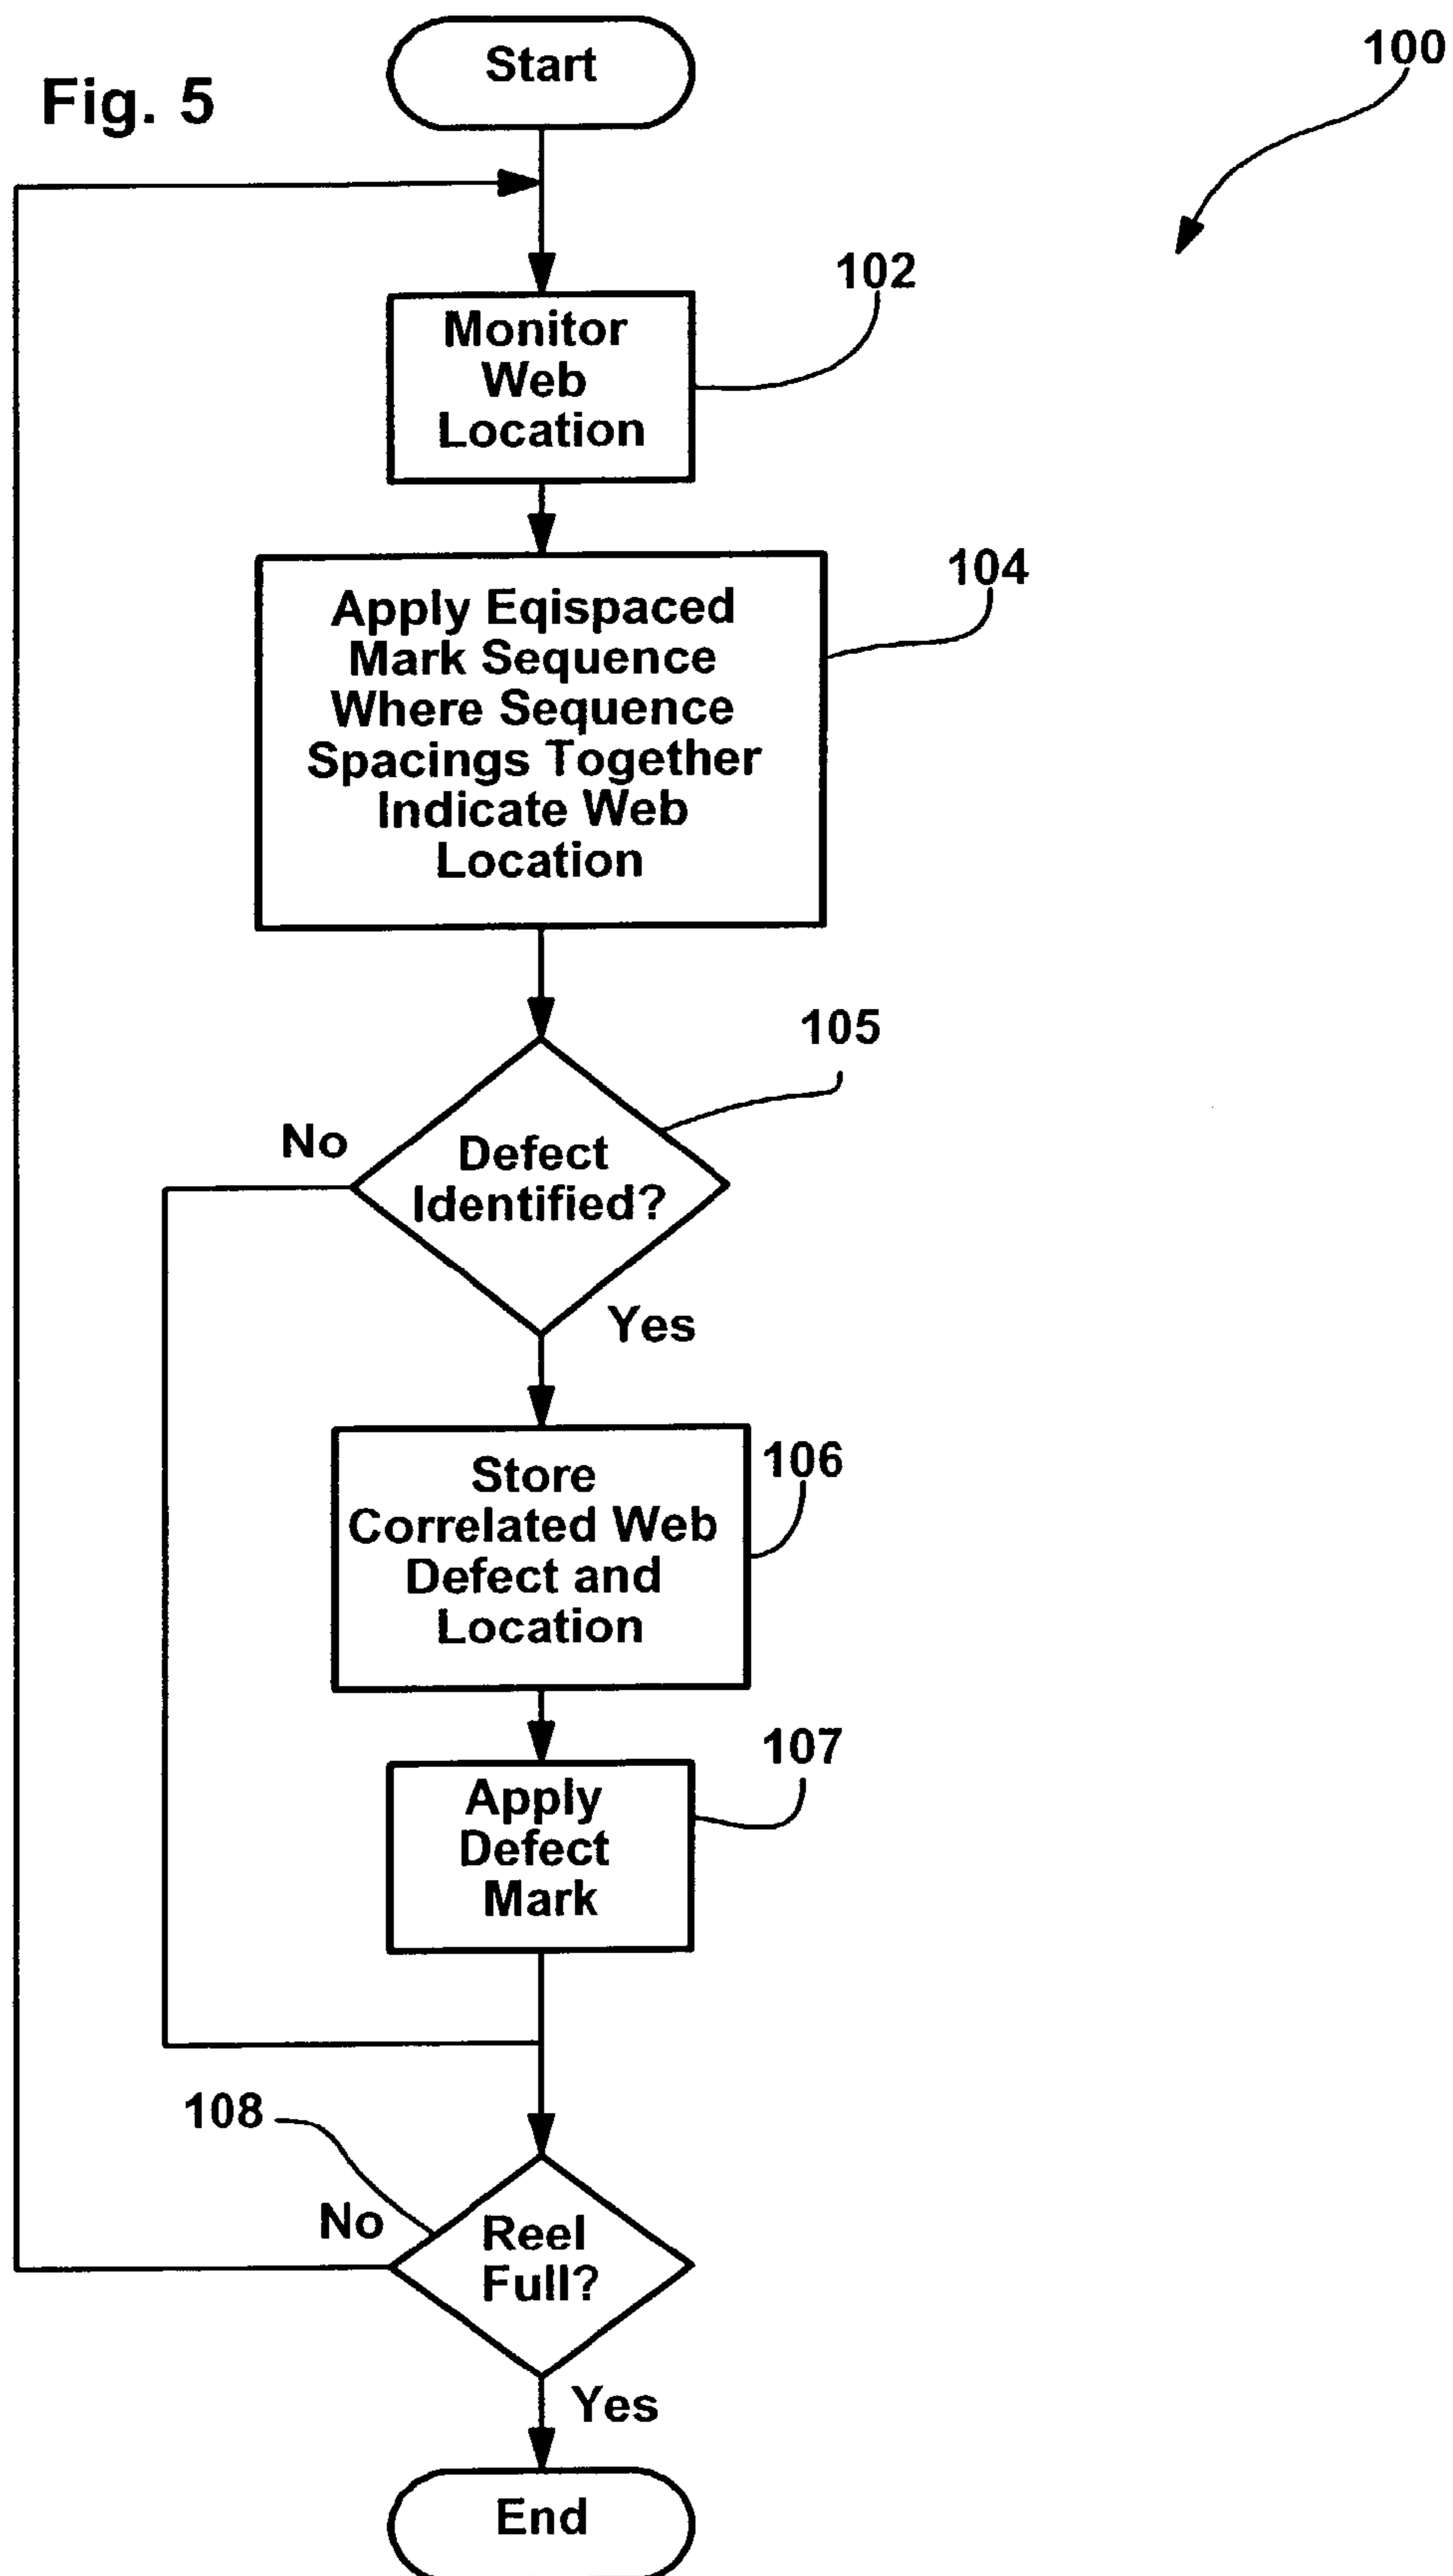 Fig. 5
Start
100
102
Monitor
Web
Location
104
Apply Eqispaced
Mark Sequence
Where Sequence
Spacings Together
Indicate Web
Location
105
No
Defect
Identified?
Yes
106
Store
Correlated Web
Defect and
Location
107
Apply
Defect
Mark
108
No
Reel
Full?
Yes
End